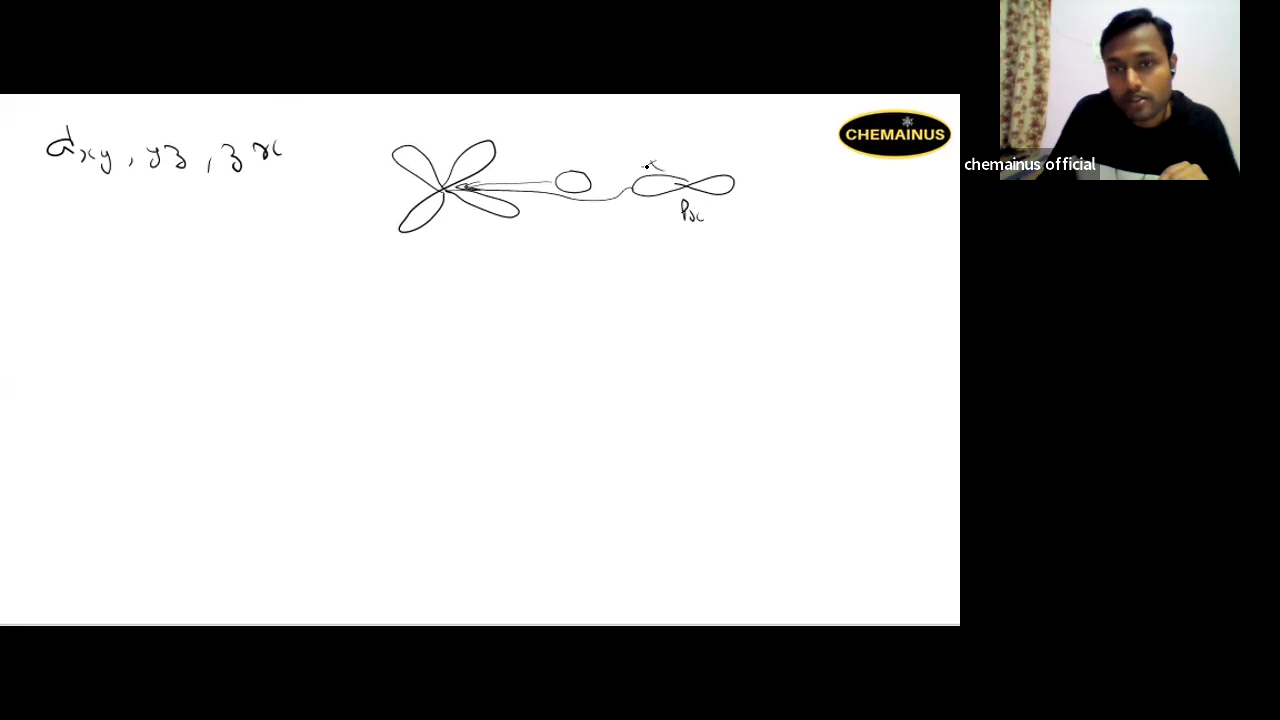 dxy, yz, zx
CHEMAINUS
x
Px
chemainus official